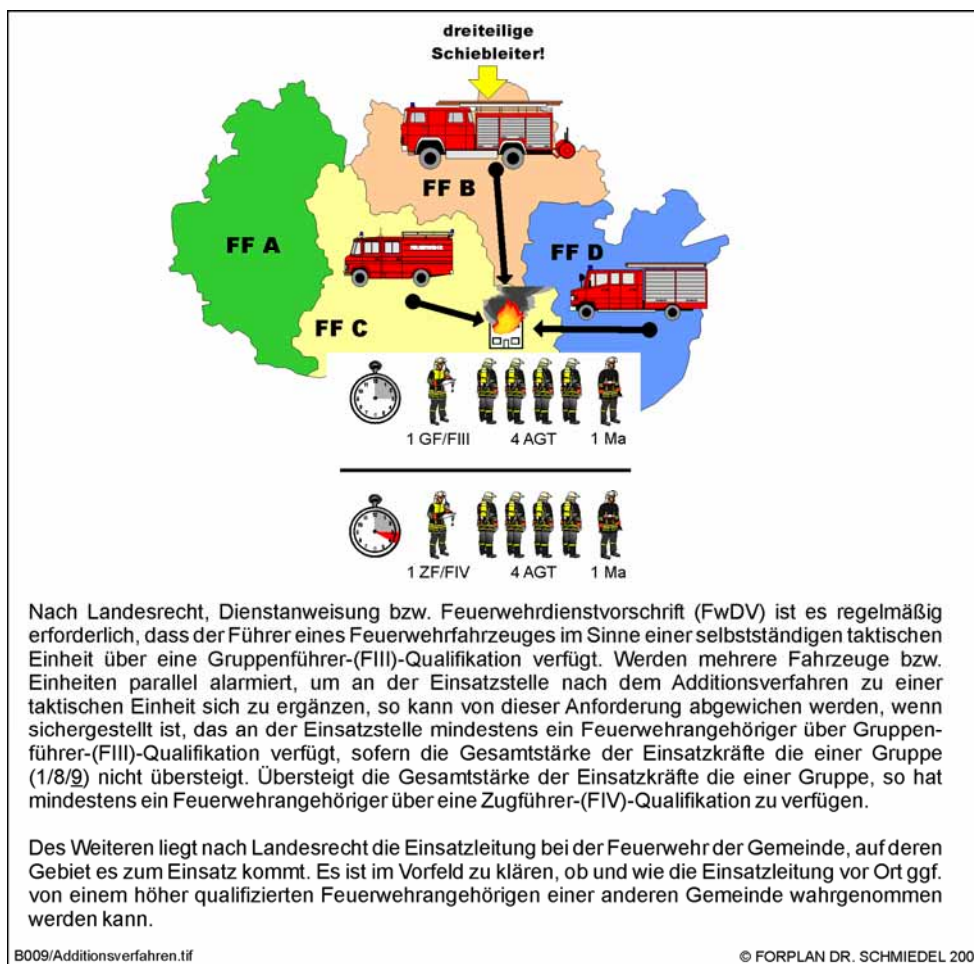 dreiteilige
Schiebleiter!
FF B
FF A
FF D
FF C
1 GF/FIII 4 AGT 1 Ma
1 ZF/FIV 4 AGT 1 Ma
Nach Landesrecht, Dienstanweisung bzw. Feuerwehrdienstvorschrift (FwDV) ist es regelmäßig
erforderlich, dass der Führer eines Feuerwehrfahrzeuges im Sinne einer selbstständigen taktischen
Einheit über eine Gruppenführer-(FIII)-Qualifikation verfügt. Werden mehrere Fahrzeuge bzw.
Einheiten parallel alarmiert, um an der Einsatzstelle nach dem Additionsverfahren zu einer
taktischen Einheit sich zu ergänzen, so kann von dieser Anforderung abgewichen werden, wenn
sichergestellt ist, das an der Einsatzstelle mindestens ein Feuerwehrangehöriger über Gruppen-
führer-(FIII)-Qualifikation verfügt, sofern die Gesamtstärke der Einsatzkräfte die einer Gruppe
(1/8/9) nicht übersteigt. Übersteigt die Gesamtstärke der Einsatzkräfte die einer Gruppe, so hat
mindestens ein Feuerwehrangehöriger über eine Zugführer-(FIV)-Qualifikation zu verfügen.
Des Weiteren liegt nach Landesrecht die Einsatzleitung bei der Feuerwehr der Gemeinde, auf deren
Gebiet es zum Einsatz kommt. Es ist im Vorfeld zu klären, ob und wie die Einsatzleitung vor Ort ggf.
von einem höher qualifizierten Feuerwehrangehörigen einer anderen Gemeinde wahrgenommen
werden kann.
B009/Additionsverfahren.tif © FORPLAN DR. SCHMIEDEL 200